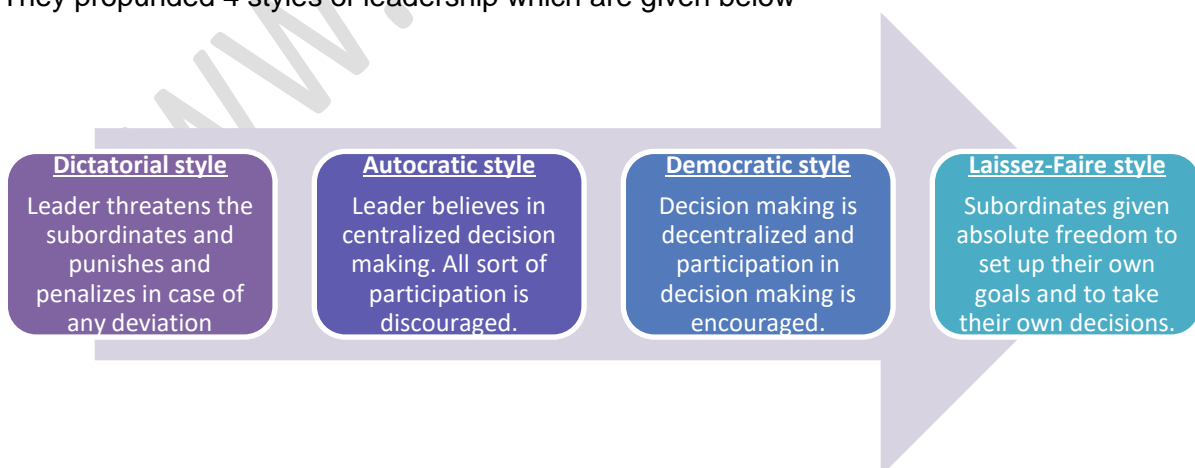 They propunded 4 styles of leadership which are given below
www.
Dictatorial style
Leader threatens the
subordinates and
punishes and
penalizes in case of
any deviation
Autocratic style
Leader believes in
centralized decision
making. All sort of
participation is
discouraged.
Democratic style
Decision making is
decentralized and
participation in
decision making is
encouraged.
Laissez-Faire style
Subordinates given
absolute freedom to
set up their own
goals and to take
their own decisions.